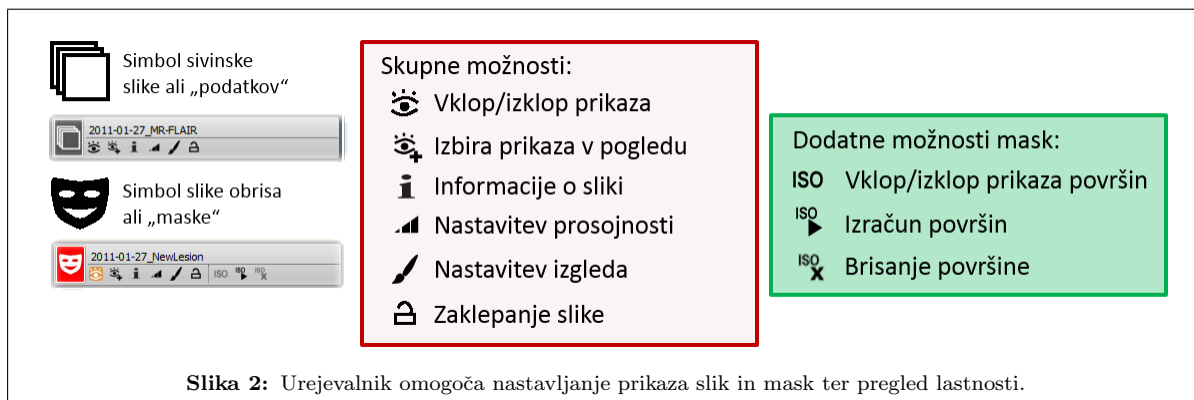 Simbol sivinske
slike ali „podatkov“
2011-01-27_MR-FLAIR
Simbol slike obrisa
ali „maske“
2011-01-27_NewLesion
ISO ISO ISO
Skupne možnosti:
Vklop/izklop prikaza
Izbira prikaza v pogledu
Informacije o sliki
Nastavitev prosojnosti
Nastavitev izgleda
Zaklepanje slike
Dodatne možnosti mask:
ISO Vklop/izklop prikaza površin
ISO Izračun površin
ISO Brisanje površine
Slika 2: Urejevalnik omogoča nastavljanje prikaza slik in mask ter pregled lastnosti.